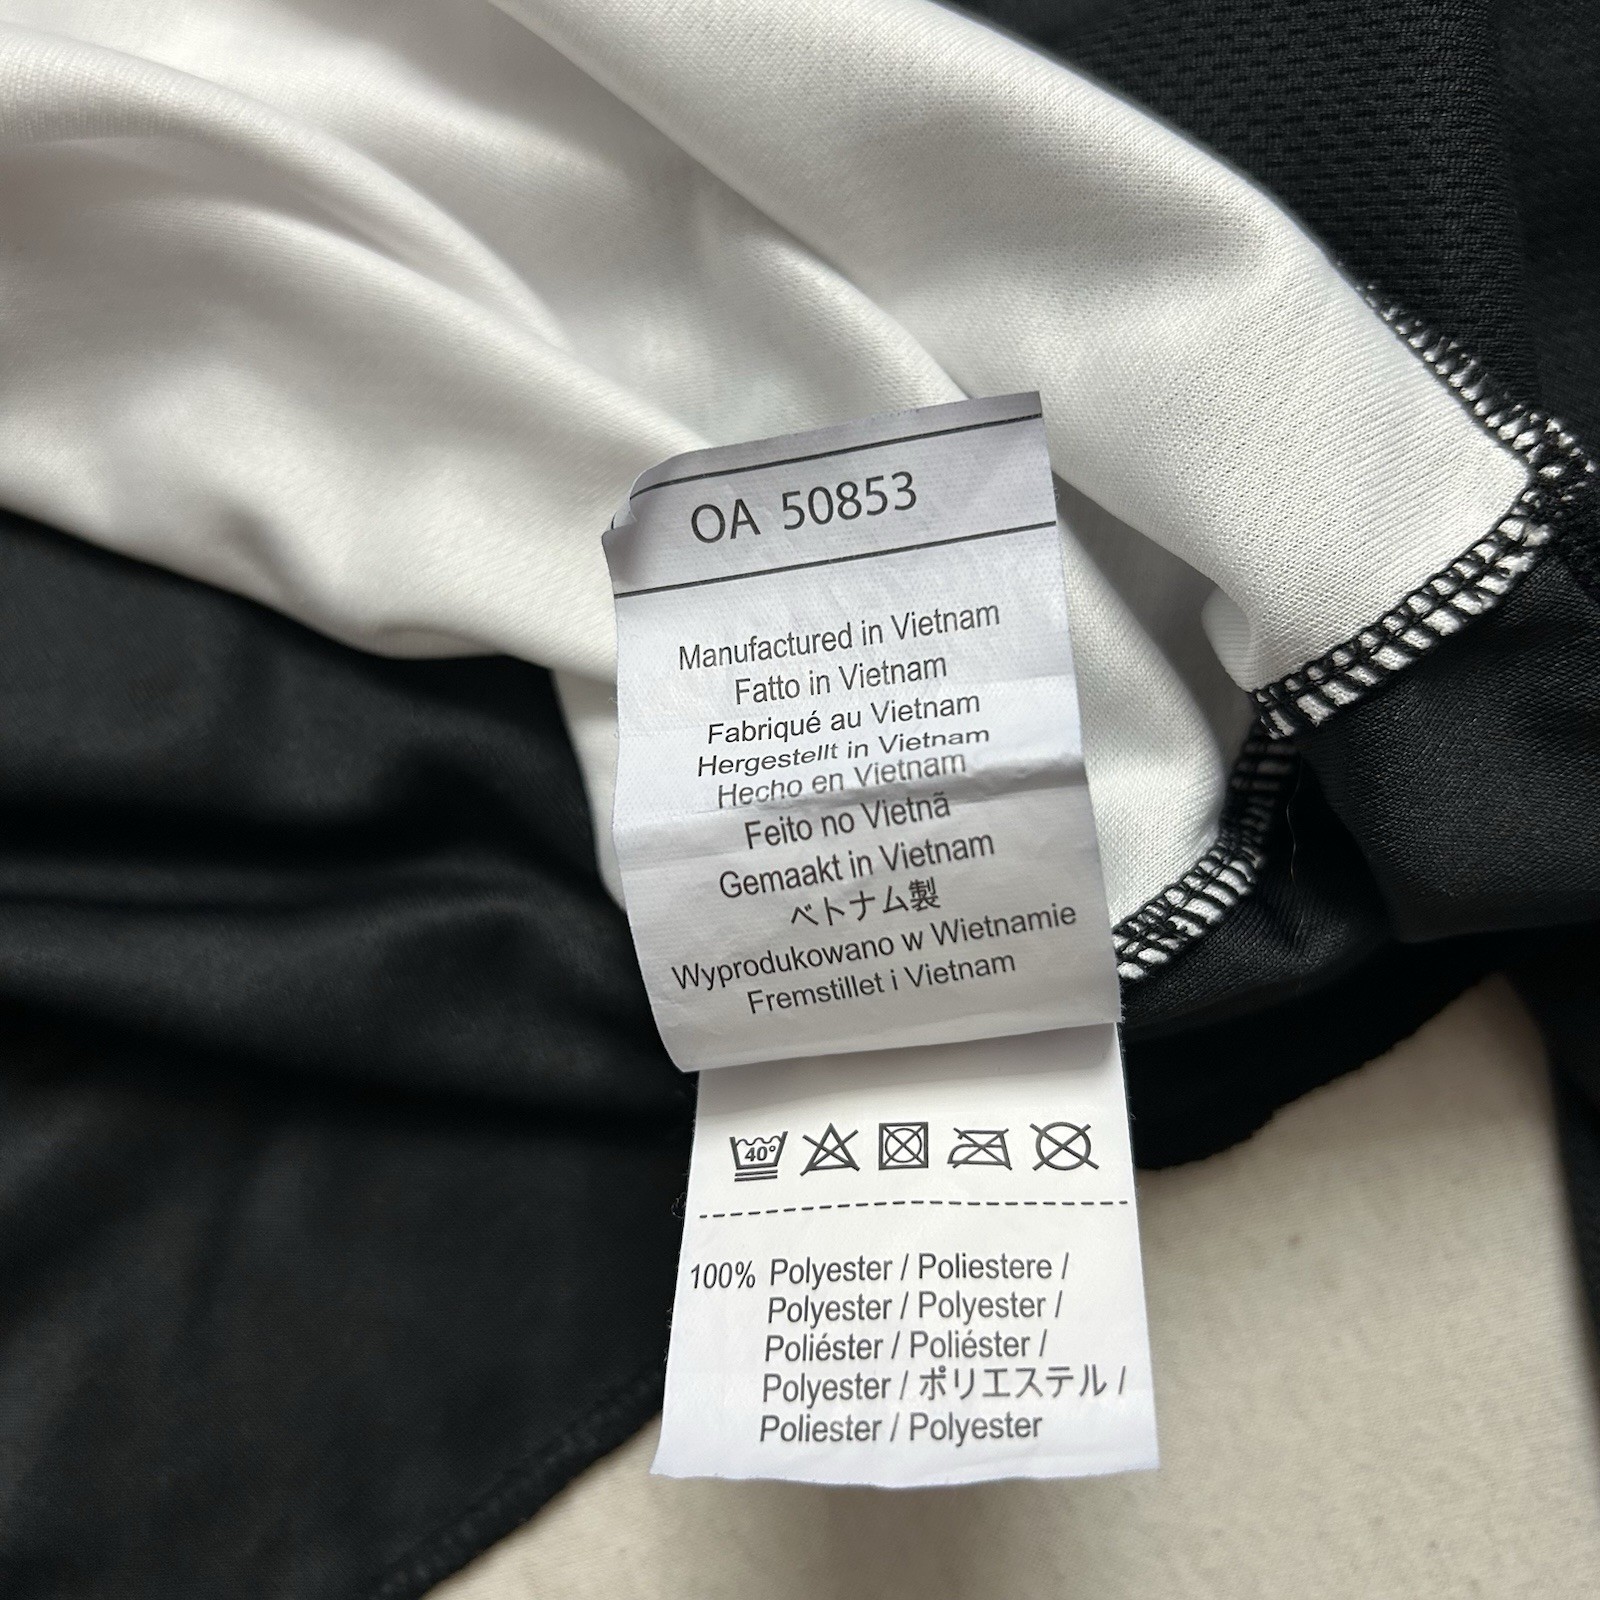 OA 50853
Manufactured in Vietnam
Fatto in Vietnam
Fabriqué au Vietnam
Hergestellt in Vietnam
Hecho en Vietnam
Feito no Vietnã
Gemaakt in Vietnam
ベトナム製
Wyprodukowano w Wietnamie
Fremstillet i Vietnam
40°
100% Polyester / Poliestere /
Polyester / Polyester /
Poliéster / Poliéster /
Polyester / ポリエステル /
Poliester / Polyester